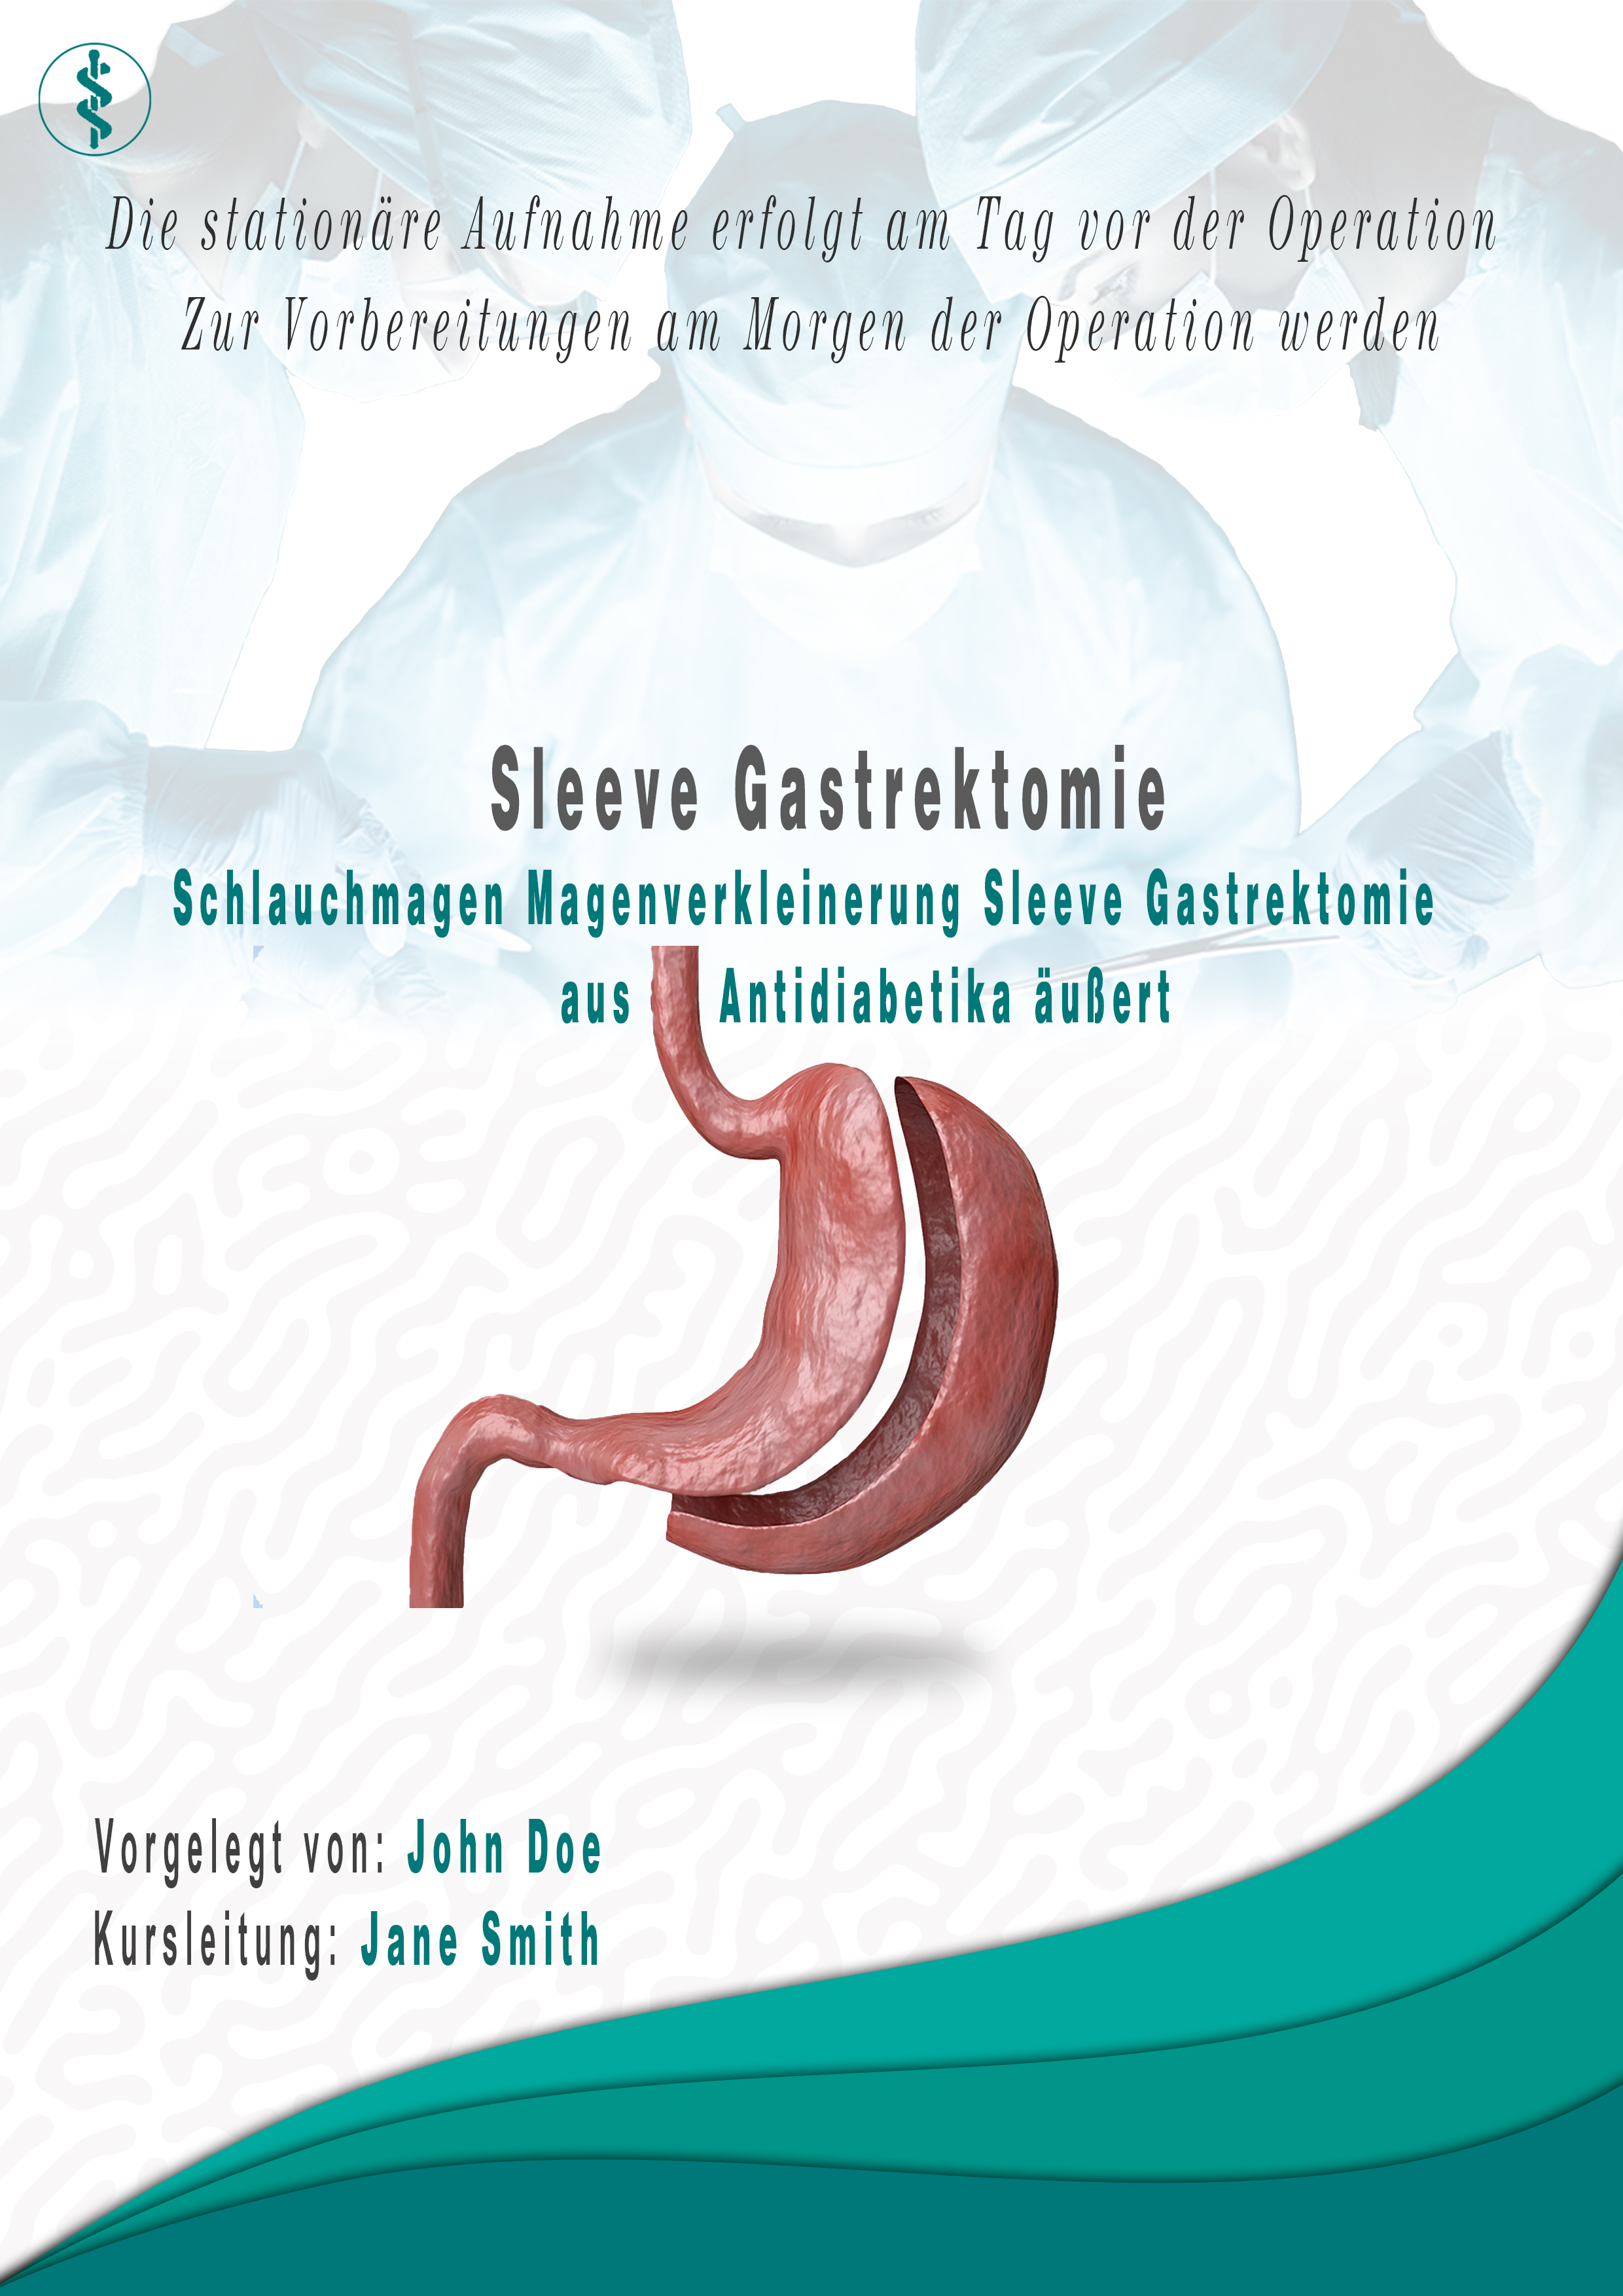 Die stationäre Aufnahme erfolgt am Tag vor der Operation
Zur Vorbereitungen am Morgen der Operation werden
Sleeve Gastrektomie
Schlauchmagen Magenverkleinerung Sleeve Gastrektomie
aus Antidiabetika äußert
Vorgelegt von: John Doe
Kursleitung: Jane Smith